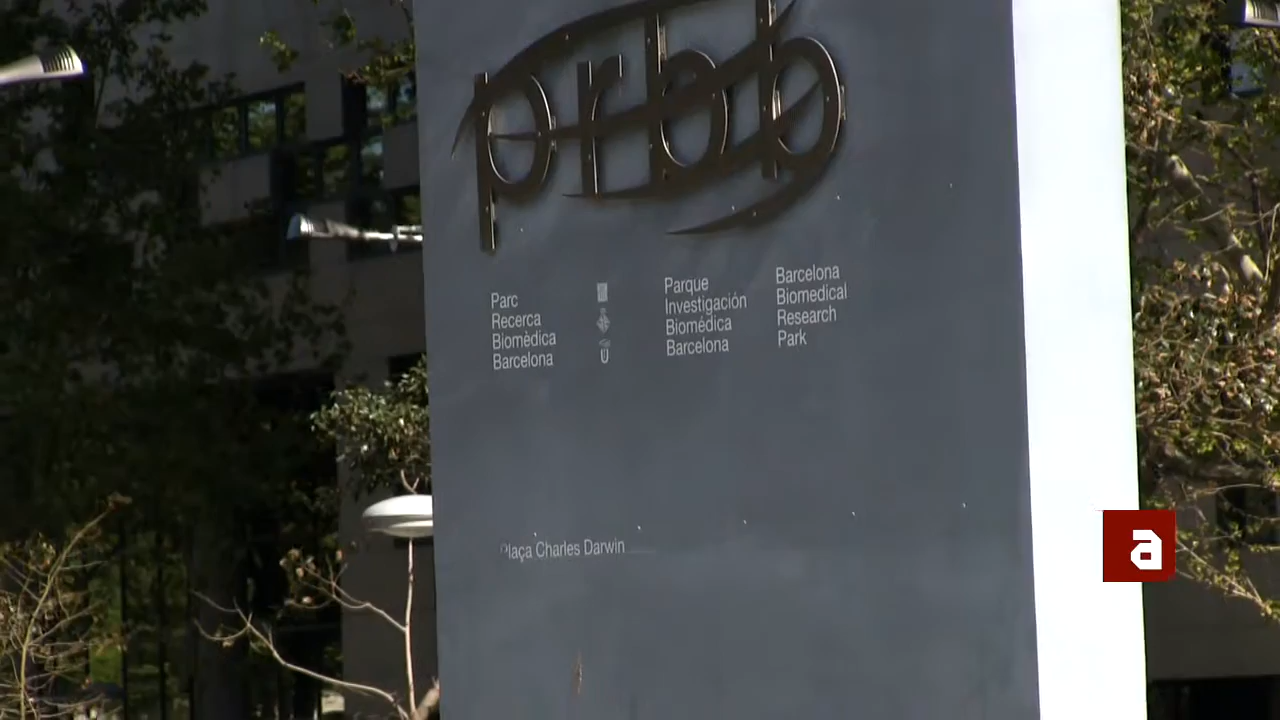 prbb
Parc
Recerca
Biomèdica
Barcelona
Parque
Investigación
Biomédica
Barcelona
Barcelona
Biomedical
Research
Park
Plaça Charles Darwin
a